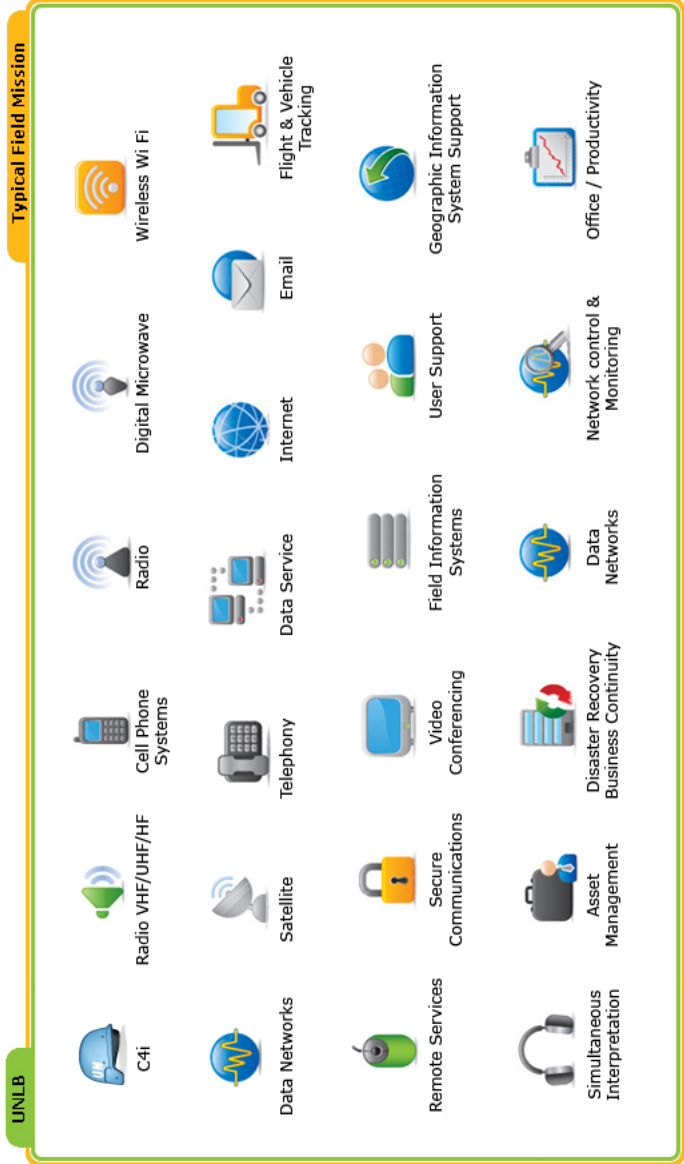 UNLB
Typical Field Mission
C4i
Radio VHF/UHF/HF
Cell Phone
Systems
Radio
Digital Microwave
Wireless Wi Fi
Data Networks
Satellite
Telephony
Data Service
Internet
Email
Flight & Vehicle
Tracking
Remote Services
Secure
Communications
Video
Conferencing
Field Information
Systems
User Support
Geographic Information
System Support
Simultaneous
Interpretation
Asset
Management
Disaster Recovery
Business Continuity
Data
Networks
Network control &
Monitoring
Office / Productivity
UN